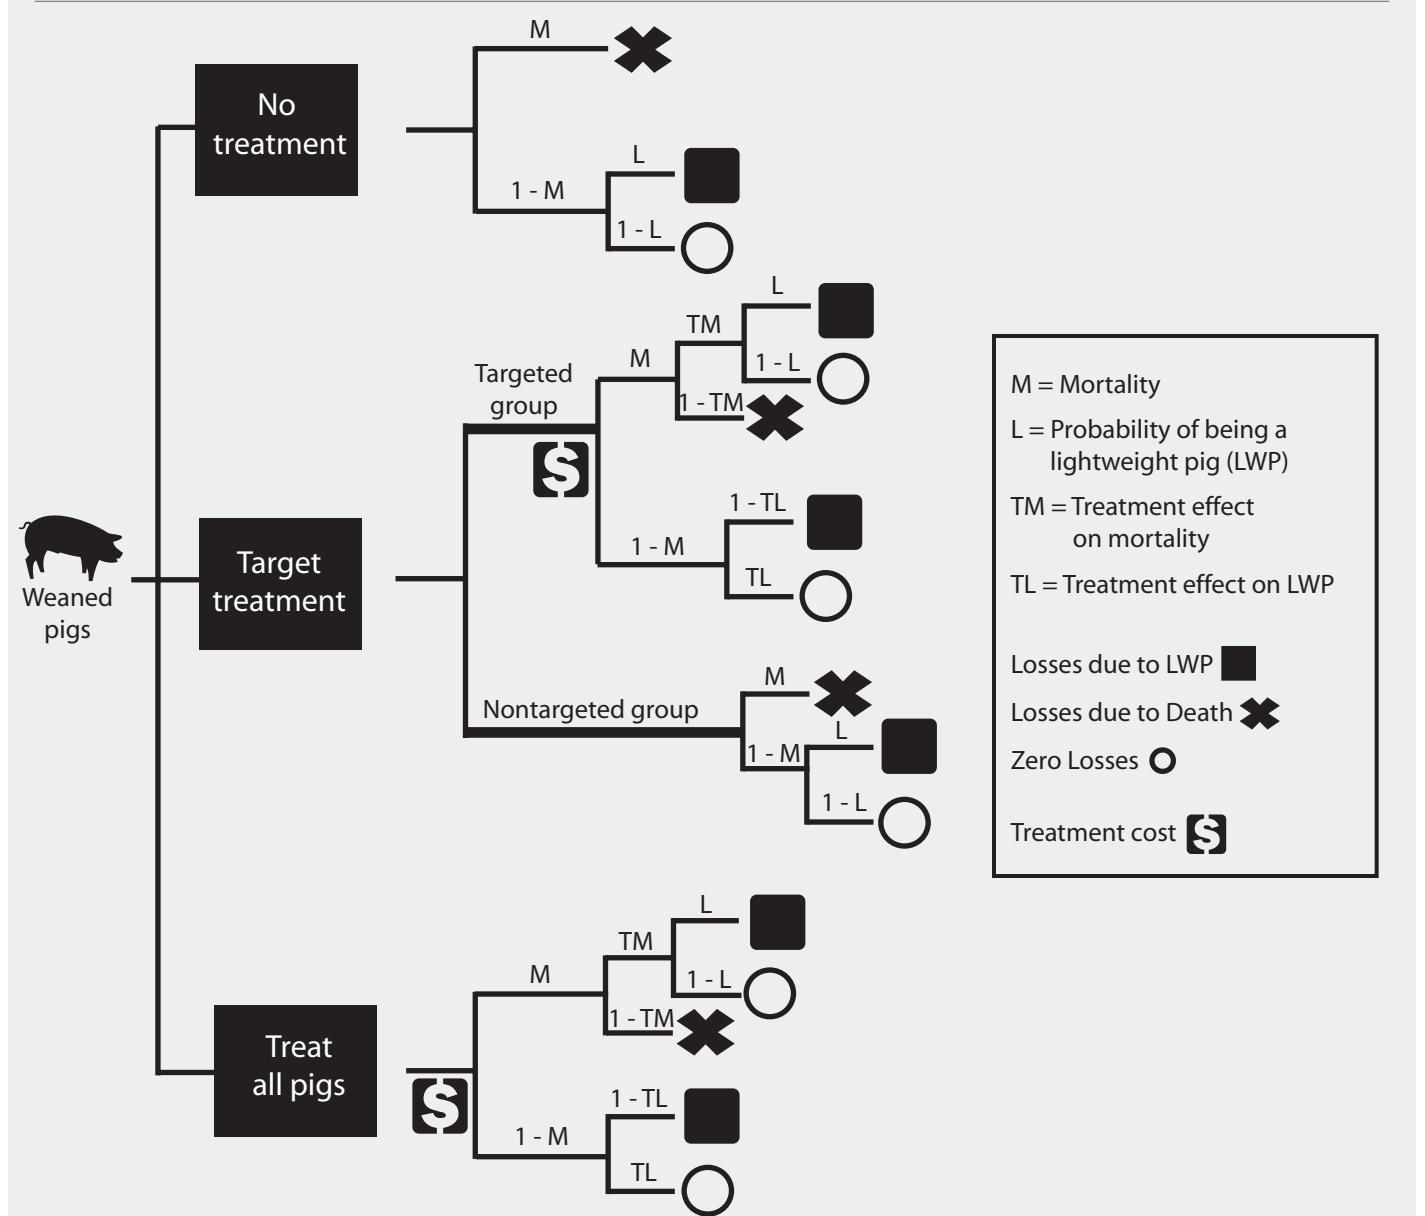 No
treatment
M
1 - M
L
1 - L
Target
treatment
Targeted
group
$
M
TM
L
1 - L
1 - TM
1 - M
1 - TL
TL
Nontargeted group
M
1 - M
L
1 - L
Weaned
pigs
Treat
all pigs
$
M
TM
L
1 - L
1 - TM
1 - M
1 - TL
TL
M = Mortality
L = Probability of being a
lightweight pig (LWP)
TM = Treatment effect
on mortality
TL = Treatment effect on LWP
Losses due to LWP
Losses due to Death
Zero Losses
Treatment cost $